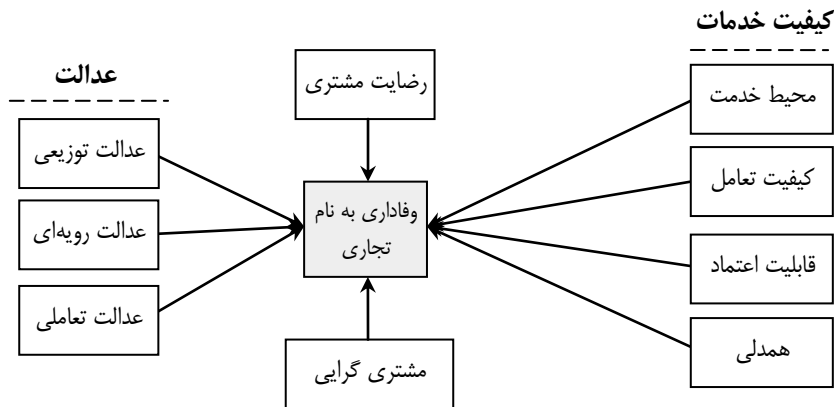 کیفیت خدمات
محیط خدمت
کیفیت تعامل
قابلیت اعتماد
همدلی
رضایت مشتری
وفاداری به نام
تجاری
مشتری گرایی
عدالت
عدالت توزیعی
عدالت رویه‌ای
عدالت تعاملی